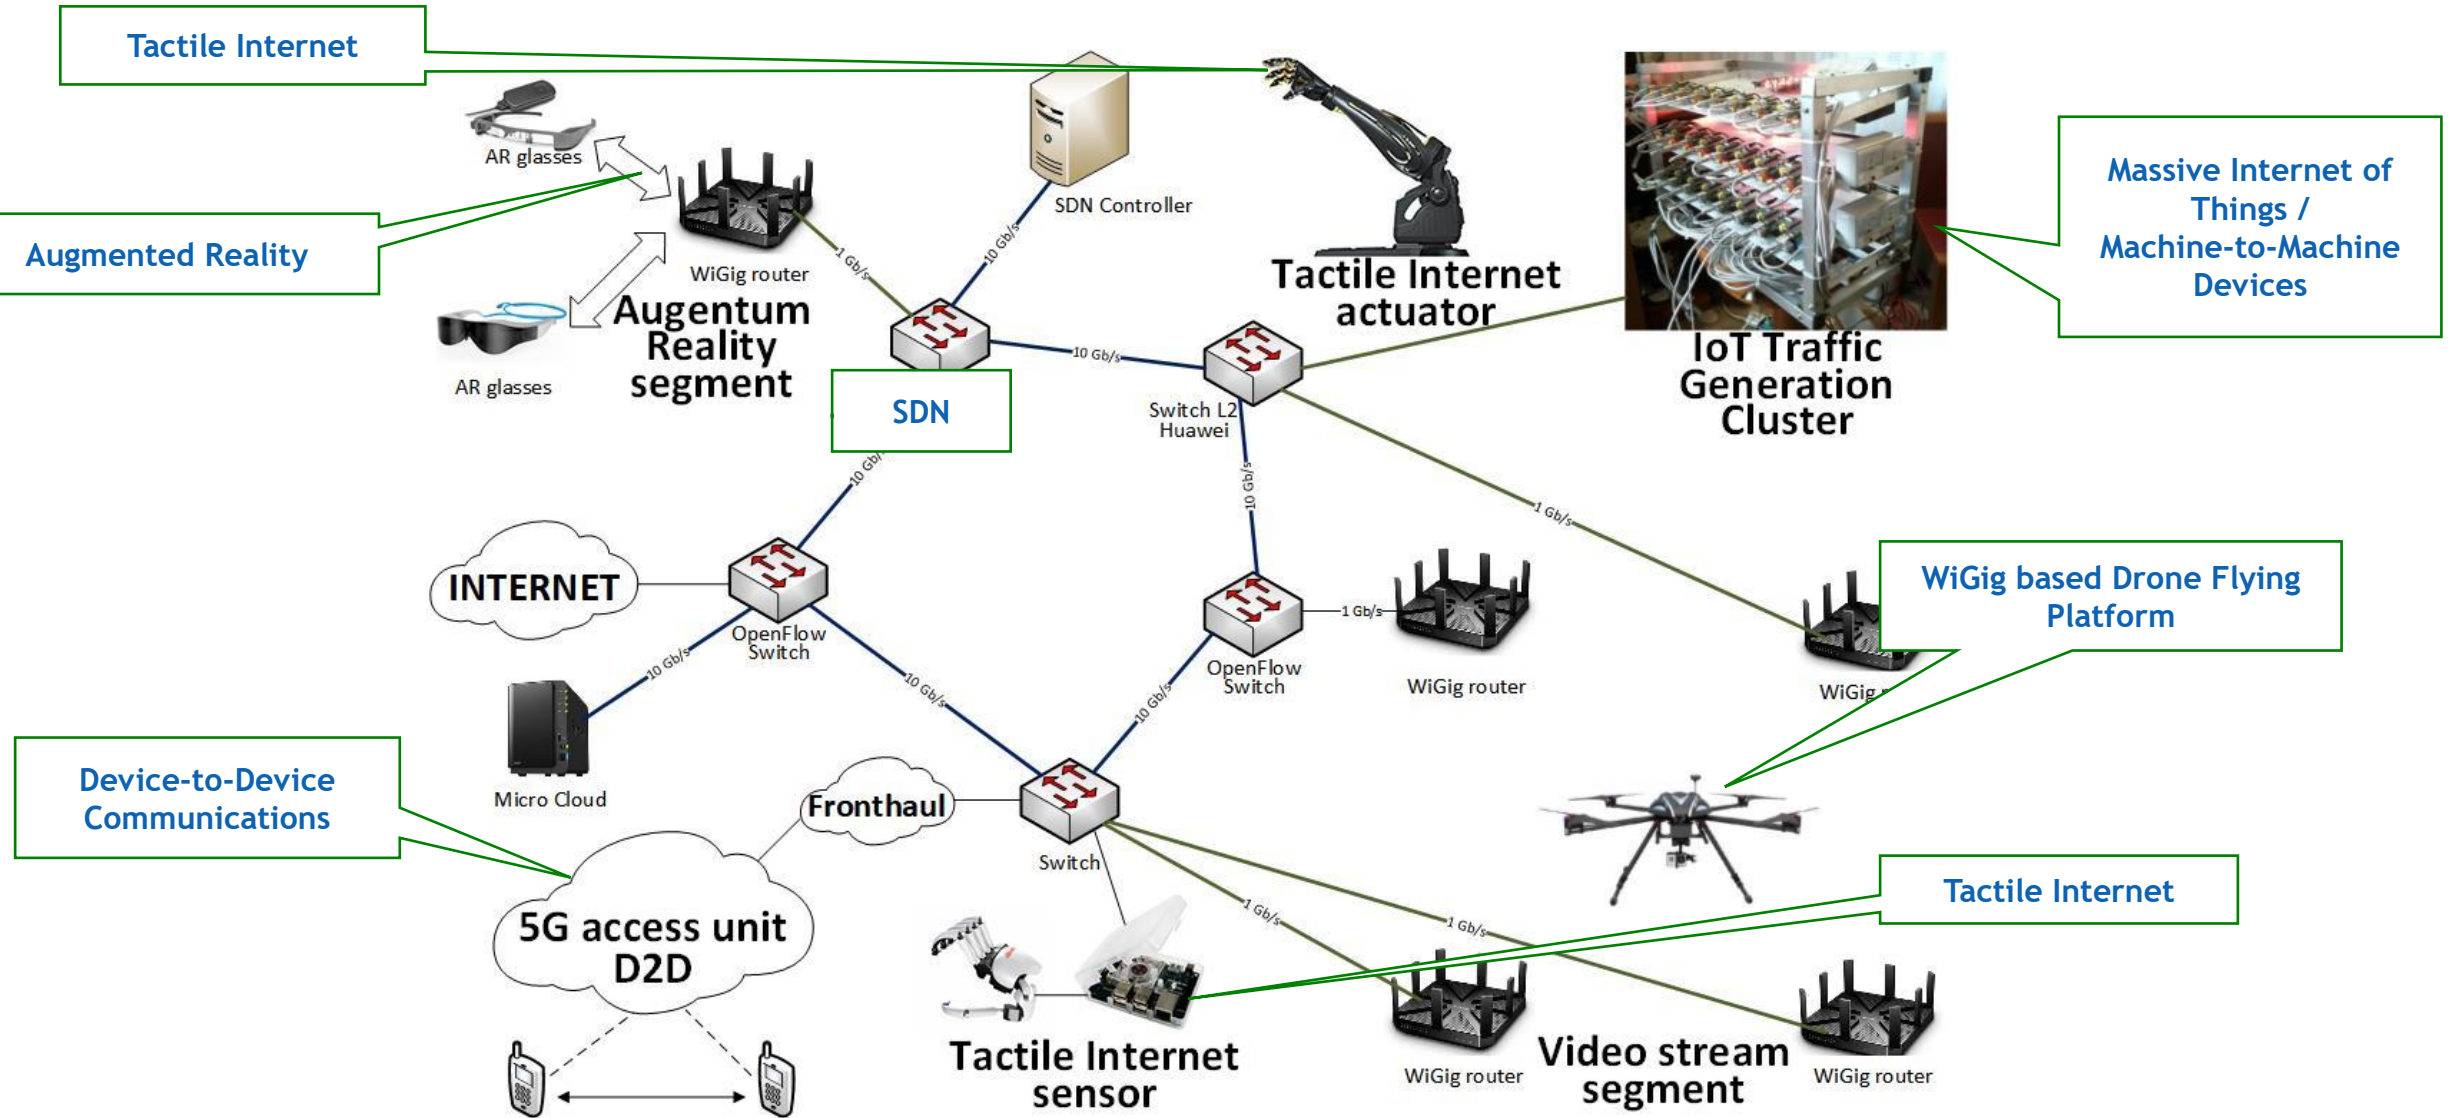 Tactile Internet
AR glasses
SDN Controller
Massive Internet of
Things /
Machine-to-Machine
Devices
Augmented Reality
1 Gb/s
10 Gb/s
WiGig router
Augentum
Reality
segment
Tactile Internet
actuator
AR glasses
10 Gb/s
IoT Traffic
Generation
Cluster
SDN
Switch L2
Huawei
10 Gb/s
10 Gb/s
1 Gb/s
INTERNET
OpenFlow
Switch
1 Gb/s
WiGig based Drone Flying
Platform
10 Gb/s
10 Gb/s
OpenFlow
Switch
10 Gb/s
WiGig router
WiGig
Device-to-Device
Communications
Micro Cloud
Fronthaul
Switch
Tactile Internet
5G access unit
D2D
1 Gb/s
1 Gb/s
Tactile Internet
sensor
WiGig router
Video stream
segment
WiGig router